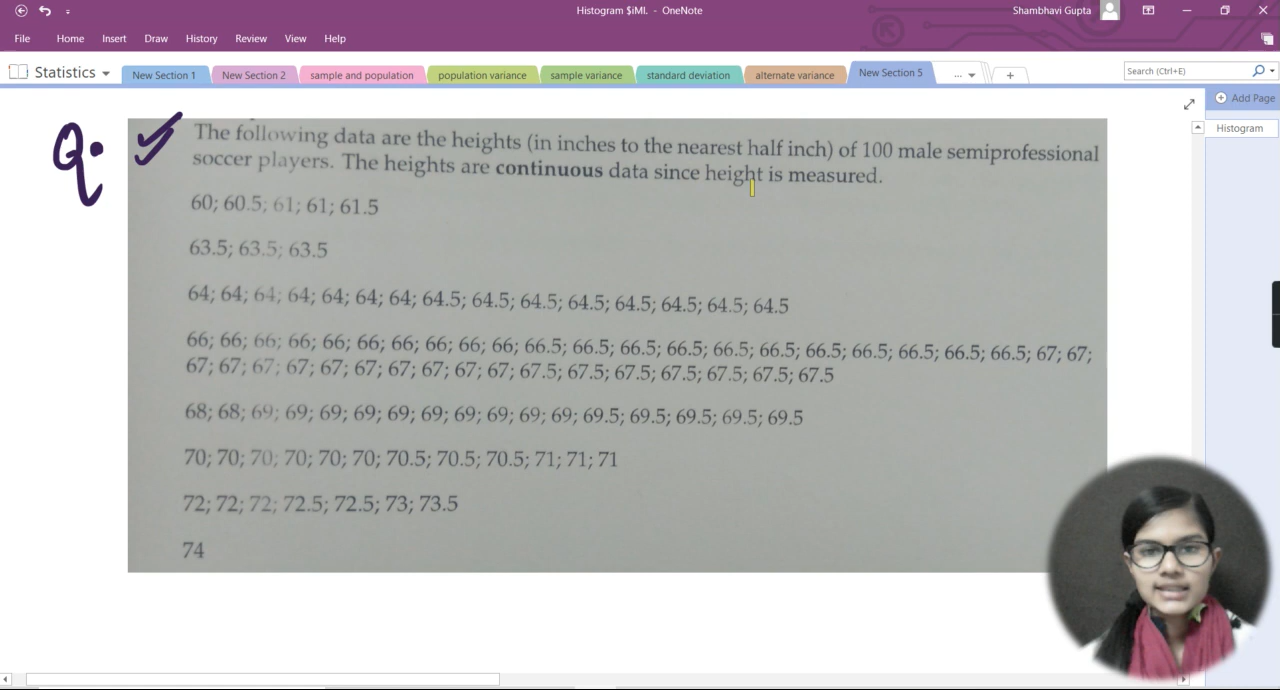 Histogram $iMl. - OneNote
Shambhavi Gupta
File Home Insert Draw History Review View Help
Statistics
New Section 1 New Section 2 sample and population population variance sample variance standard deviation alternate variance New Section 5 ... +
Search (Ctrl+E)
Add Page
Histogram
Q.
The following data are the heights (in inches to the nearest half inch) of 100 male semiprofessional
soccer players. The heights are continuous data since height is measured.
60; 60.5; 61; 61; 61.5
63.5; 63.5; 63.5
64; 64; 64; 64; 64; 64; 64; 64.5; 64.5; 64.5; 64.5; 64.5; 64.5; 64.5; 64.5
66; 66; 66; 66; 66; 66; 66; 66; 66; 66; 66.5; 66.5; 66.5; 66.5; 66.5; 66.5; 66.5; 66.5; 66.5; 66.5; 66.5; 67; 67;
67; 67; 67; 67; 67; 67; 67; 67; 67; 67; 67.5; 67.5; 67.5; 67.5; 67.5; 67.5; 67.5
68; 68; 69; 69; 69; 69; 69; 69; 69; 69; 69; 69; 69.5; 69.5; 69.5; 69.5; 69.5
70; 70; 70; 70; 70; 70; 70.5; 70.5; 70.5; 71; 71; 71
72; 72; 72; 72.5; 72.5; 73; 73.5
74